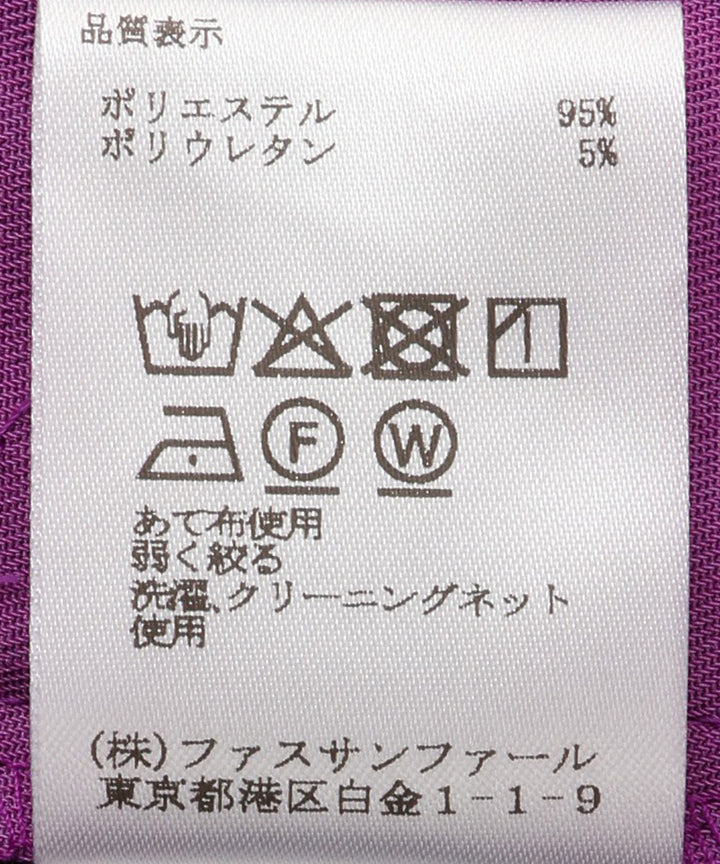 品質表示
ポリエステル 95%
ポリウレタン 5%
F W
あて布使用
弱く絞る
洗濯、クリーニングネット
使用
(株)ファスサンファール
東京都港区白金1-1-9